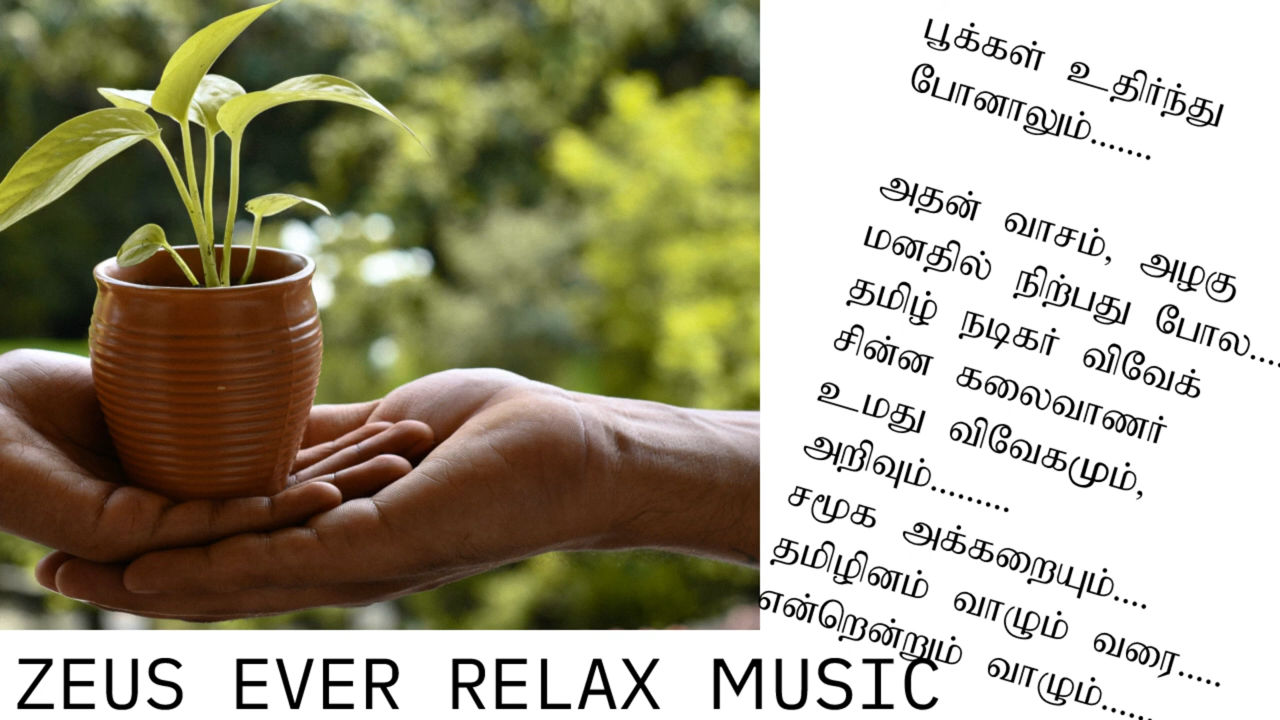 பூக்கள் உதிர்ந்து
போனாலும்.......
அதன் வாசம், அழகு
மனதில் நிற்பது போல....
தமிழ் நடிகர் விவேக்
சின்ன கலைவாணர்
உமது விவேகமும்,
அறிவும்.........
சமூக அக்கறையும்....
தமிழினம் வாழும் வரை.....
என்றென்றும் வாழும்......
ZEUS EVER RELAX MUSIC